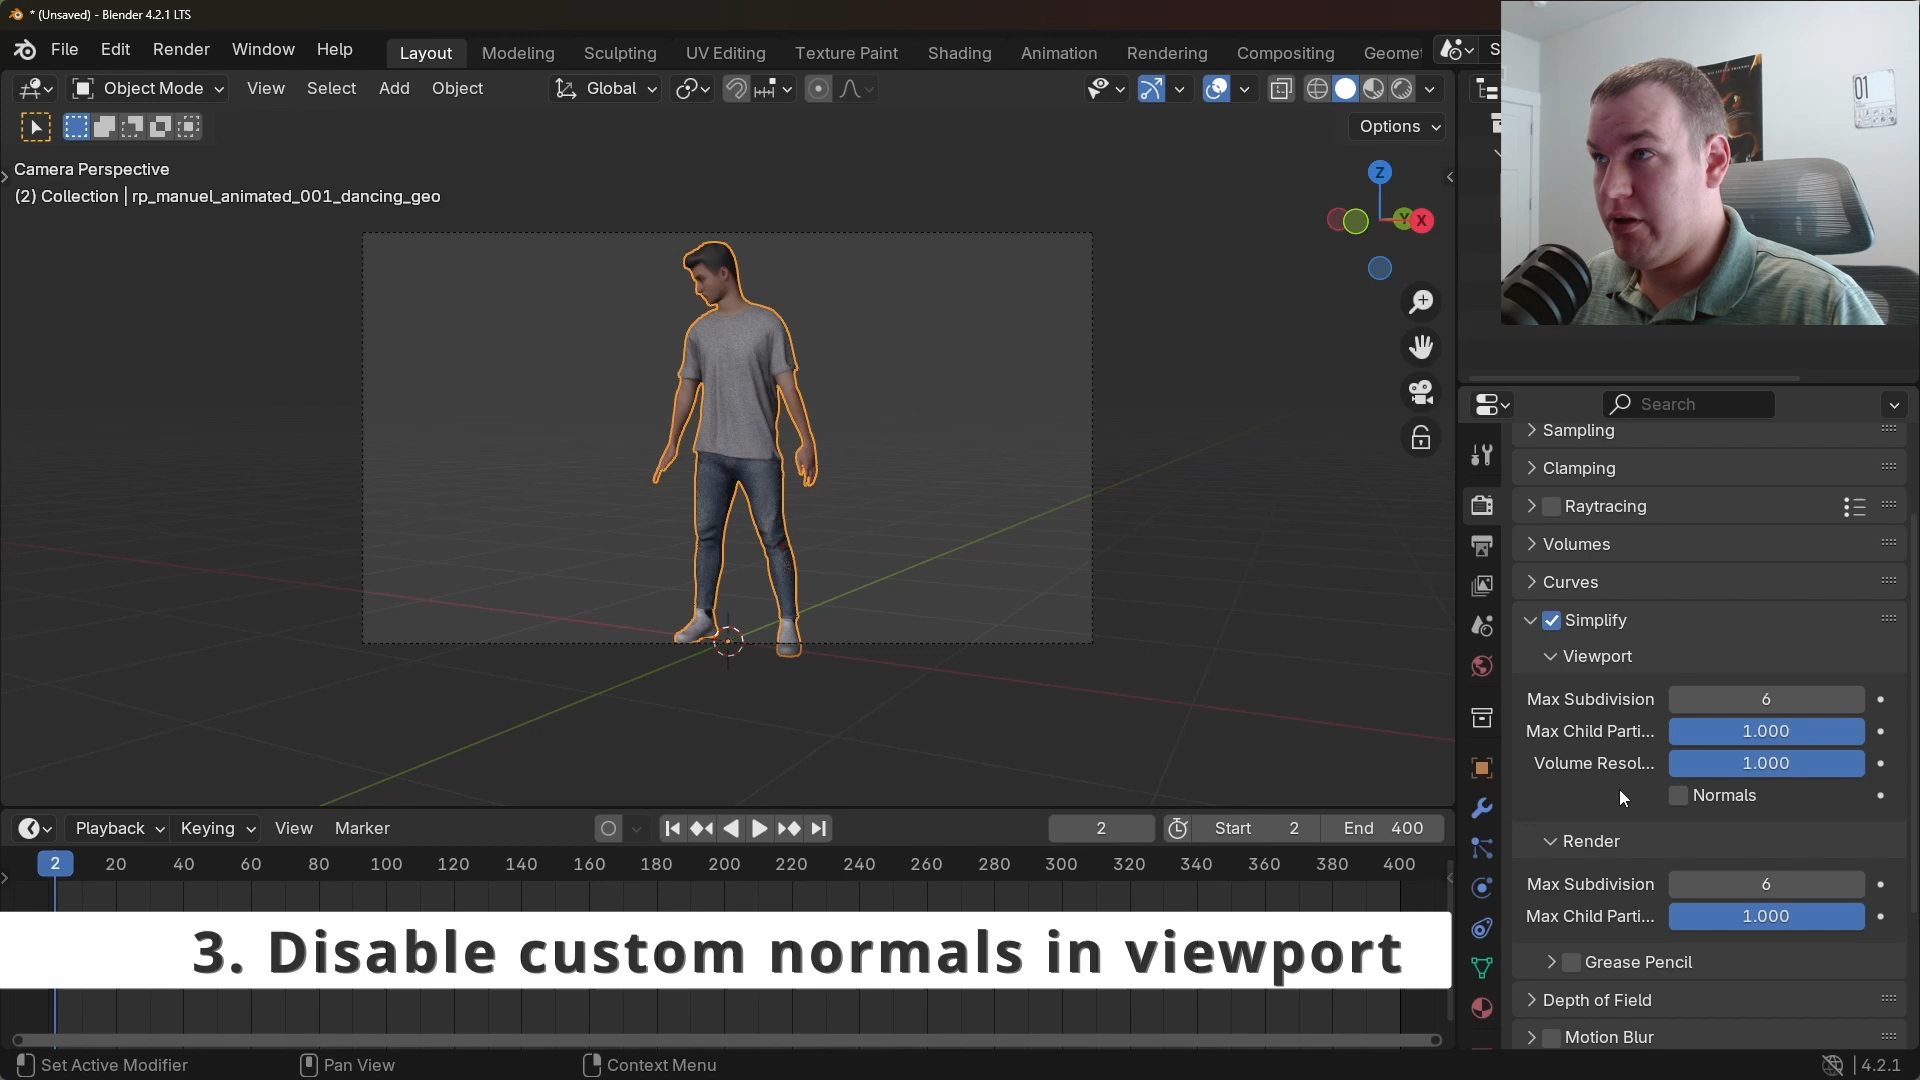 * (Unsaved) - Blender 4.2.1 LTS
File Edit Render Window Help Layout Modeling Sculpting UV Editing Texture Paint Shading Animation Rendering Compositing Geomet S
Object Mode View Select Add Object Global
Options
Camera Perspective
(2) Collection | rp_manuel_animated_001_dancing_geo
Z
Y X
01
Search
Sampling
Clamping
Raytracing
Volumes
Curves
Simplify
Viewport
Max Subdivision 6
Max Child Parti... 1.000
Volume Resol... 1.000
Normals
Render
Max Subdivision 6
Max Child Parti... 1.000
Grease Pencil
Depth of Field
Motion Blur
Playback Keying View Marker 2 Start 2 End 400
2 20 40 60 80 100 120 140 160 180 200 220 240 260 280 300 320 340 360 380 400
3. Disable custom normals in viewport
Set Active Modifier Pan View Context Menu 4.2.1